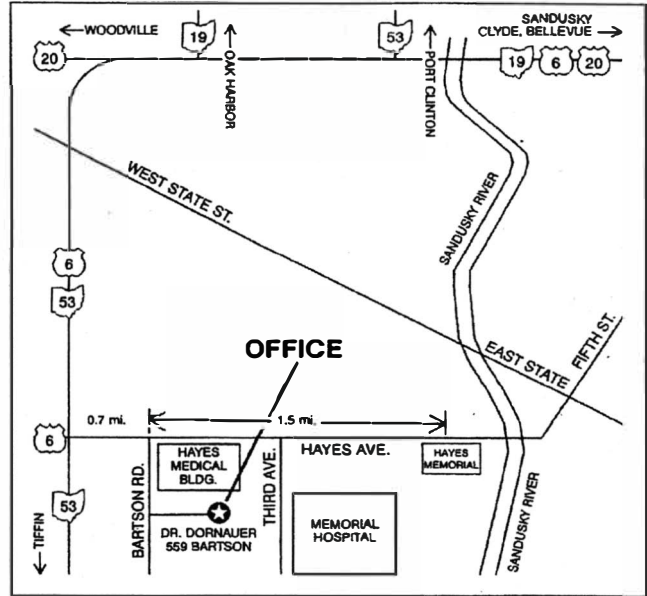 ←WOODVILLE
19
53
SANDUSKY
CLYDE, BELLEVUE →
20
OAK HARBOR
PORT CLINTON
19
6
20
WEST STATE ST.
SANDUSKY RIVER
6
53
OFFICE
EAST STATE
FIFTH ST.
0.7 mi.
1.5 mi.
6
HAYES AVE.
HAYES
MEDICAL
BLDG.
HAYES
MEMORIAL
BARTSON RD.
THIRD AVE.
53
TIFFIN
DR. DORNAUER
559 BARTSON
MEMORIAL
HOSPITAL
SANDUSKY RIVER